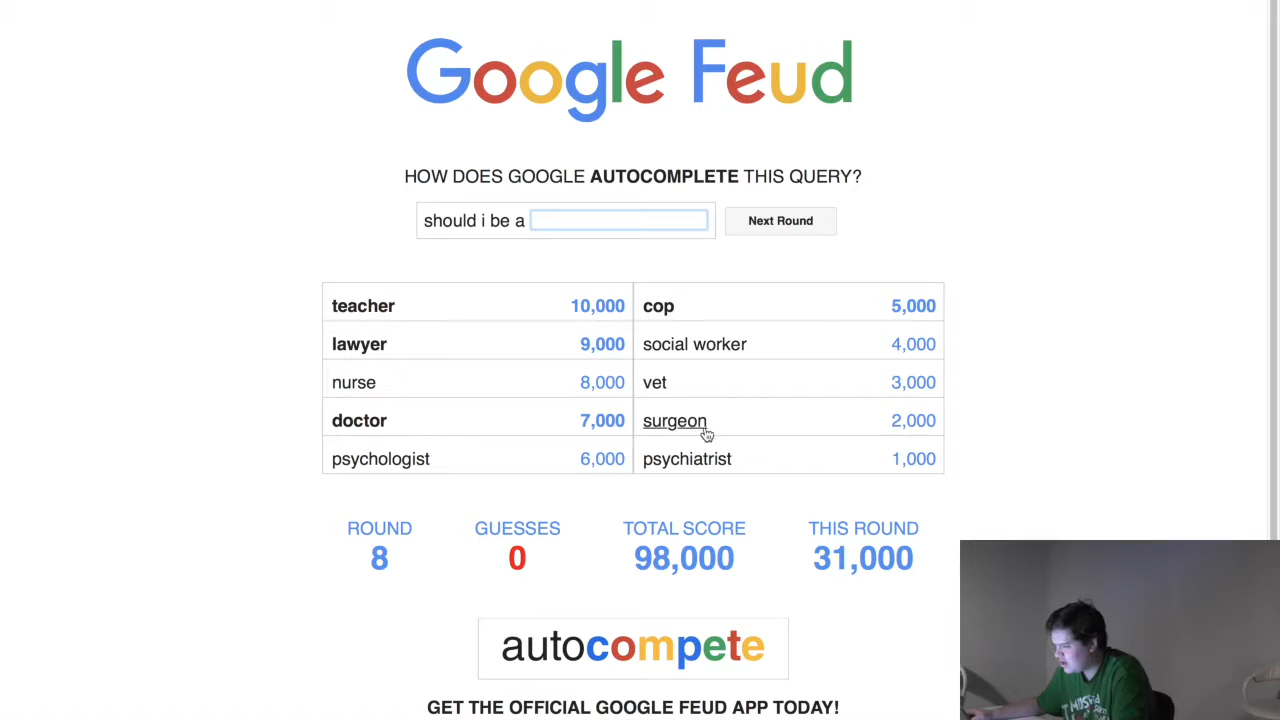 Google Feud
HOW DOES GOOGLE AUTOCOMPLETE THIS QUERY?
should i be a
Next Round
teacher 10,000 cop 5,000
lawyer 9,000 social worker 4,000
nurse 8,000 vet 3,000
doctor 7,000 surgeon 2,000
psychologist 6,000 psychiatrist 1,000
ROUND GUESSES TOTAL SCORE THIS ROUND
8 0 98,000 31,000
autocompete
GET THE OFFICIAL GOOGLE FEUD APP TODAY!